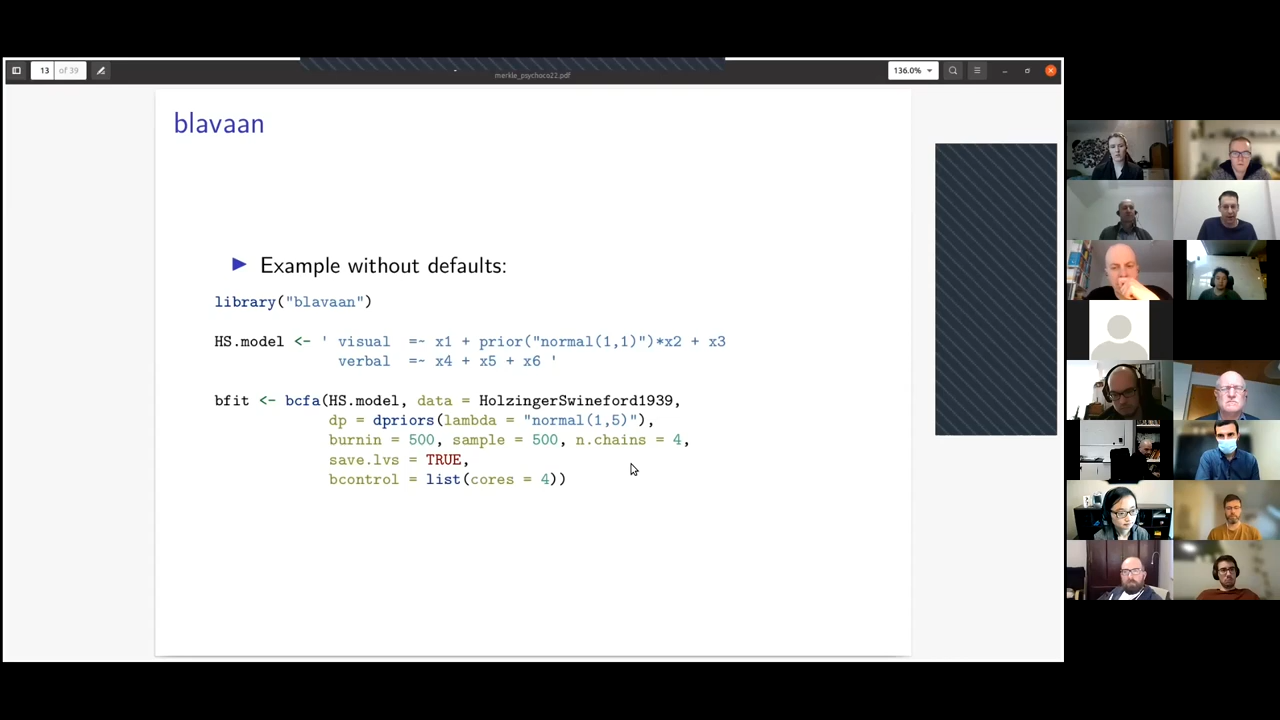 13 of 39
merkle_psychoco22.pdf
136.0%
blavaan
Example without defaults:
library("blavaan")
HS.model <- ' visual =~ x1 + prior("normal(1,1)")*x2 + x3
verbal =~ x4 + x5 + x6 '
bfit <- bcfa(HS.model, data = HolzingerSwineford1939,
dp = dpriors(lambda = "normal(1,5)"),
burnin = 500, sample = 500, n.chains = 4,
save.lvs = TRUE,
bcontrol = list(cores = 4))